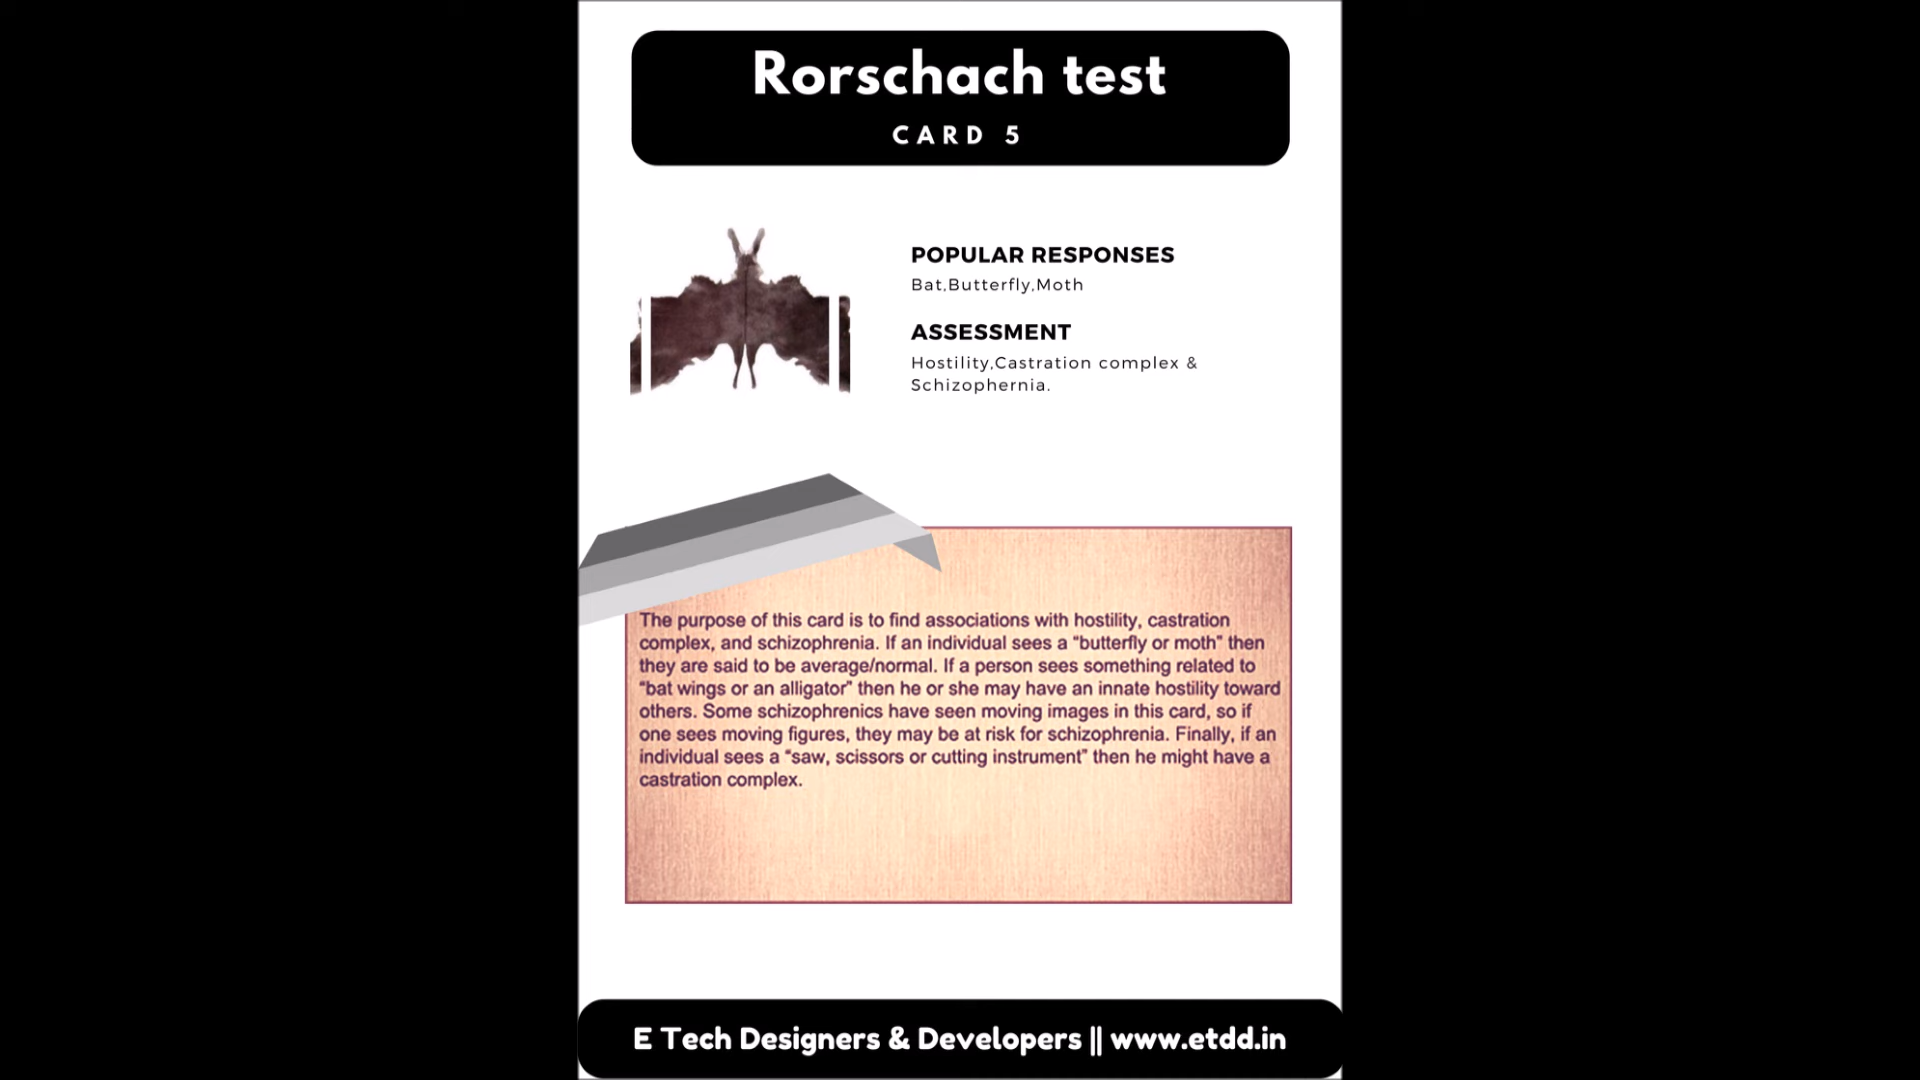 Rorschach test
CARD 5
POPULAR RESPONSES
Bat,Butterfly,Moth
ASSESSMENT
Hostility,Castration complex &
Schizophernia.
The purpose of this card is to find associations with hostility, castration
complex, and schizophrenia. If an individual sees a “butterfly or moth” then
they are said to be average/normal. If a person sees something related to
“bat wings or an alligator” then he or she may have an innate hostility toward
others. Some schizophrenics have seen moving images in this card, so if
one sees moving figures, they may be at risk for schizophrenia. Finally, if an
individual sees a “saw, scissors or cutting instrument” then he might have a
castration complex.
E Tech Designers & Developers || www.etdd.in